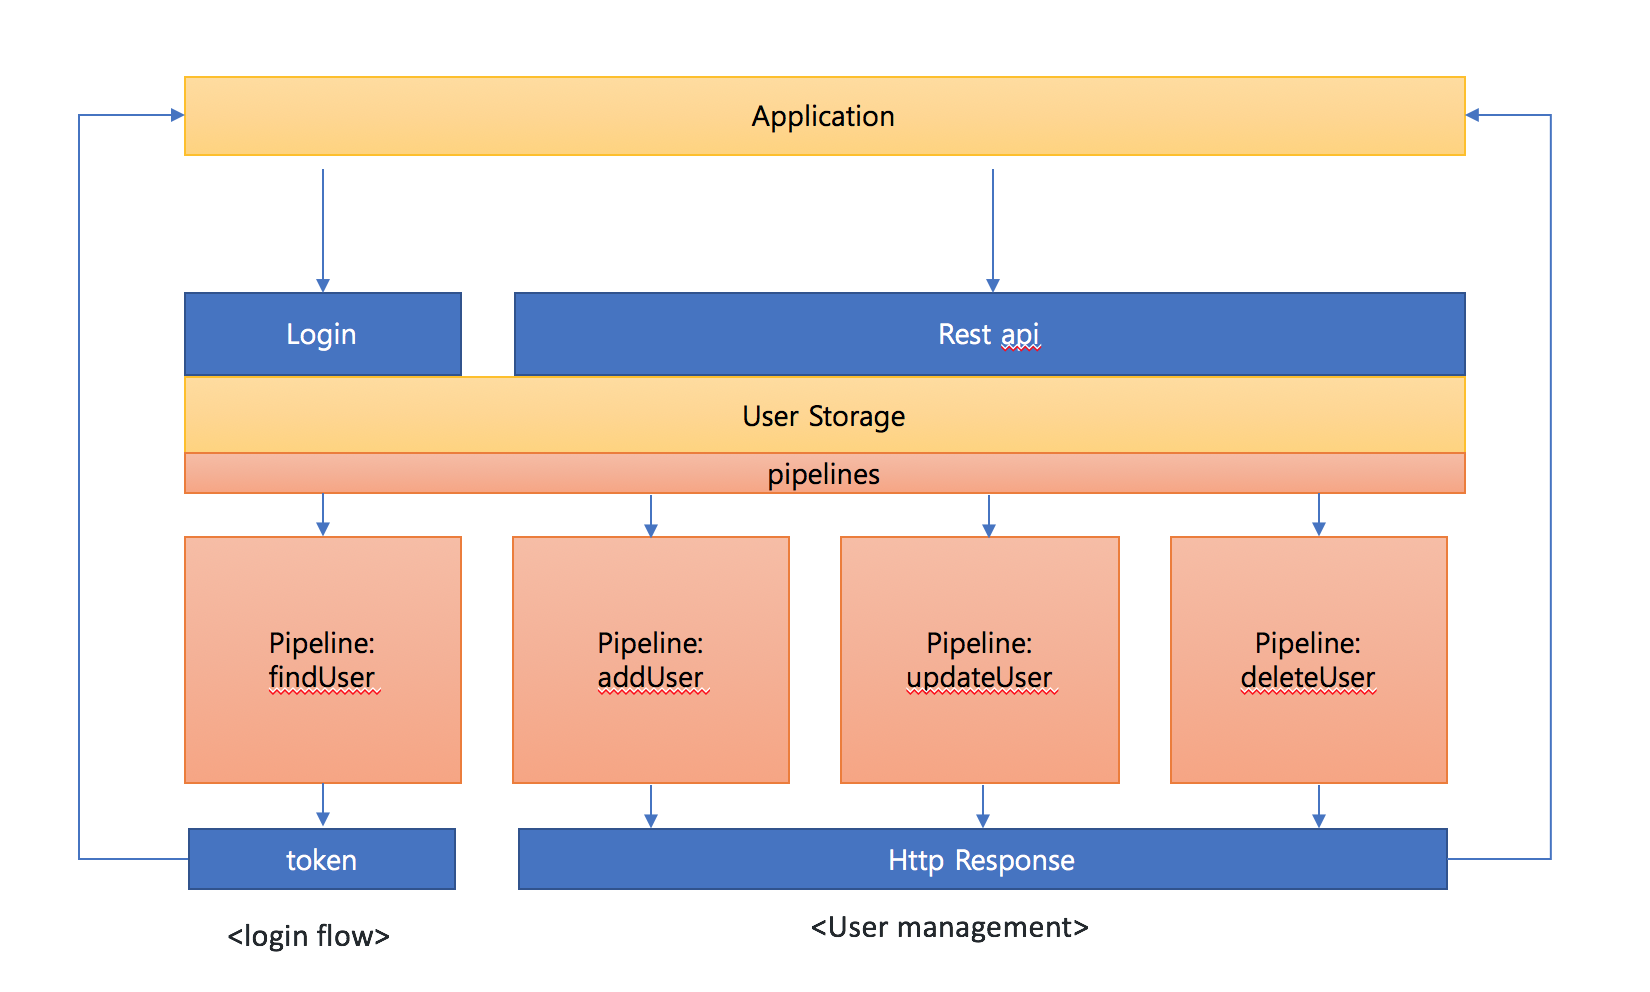 Application
Login
Rest api
User Storage
pipelines
Pipeline:
findUser
Pipeline:
addUser
Pipeline:
updateUser
Pipeline:
deleteUser
token
Http Response
<login flow>
<User management>